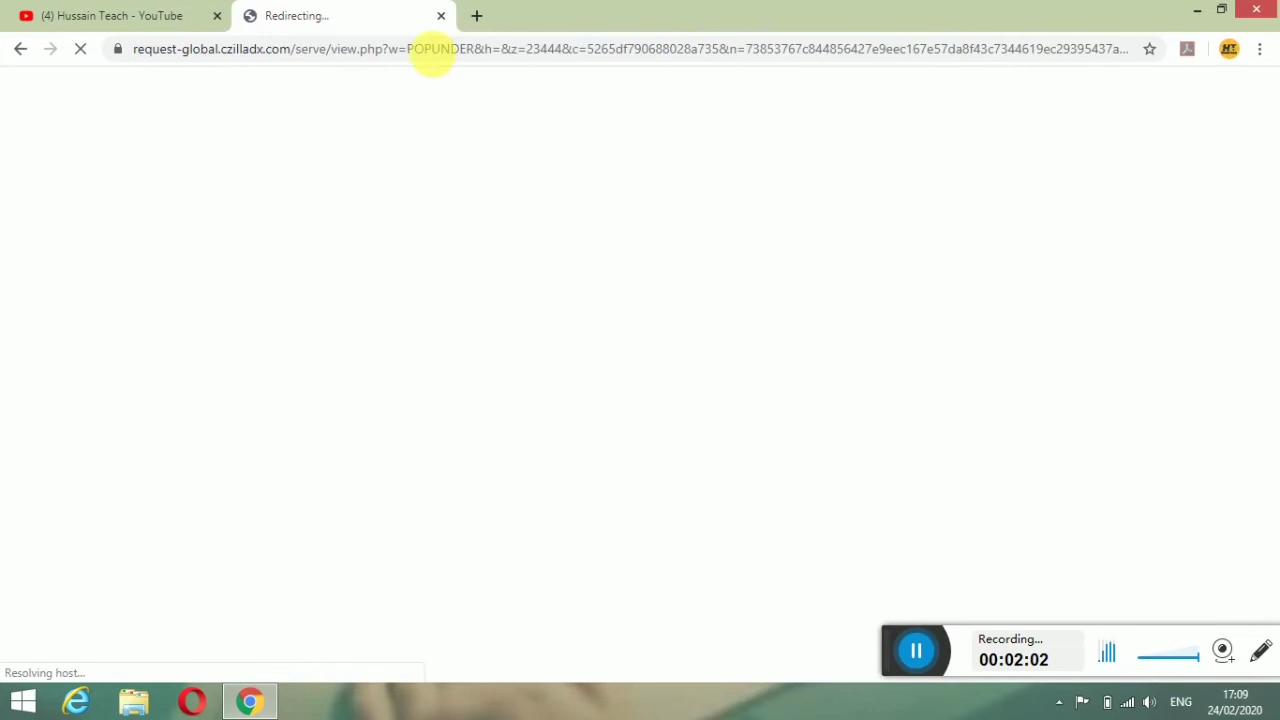 (4) Hussain Teach - YouTube
Redirecting...
request-global.czilladx.com/serve/view.php?w=POPUNDER&h=&z=23444&c=5265df790688028a735&n=73853767c844856427e9eec167e57da8f43c7344619ec29395437a...
HT
Recording...
00:02:02
Resolving host...
ENG
17:09
24/02/2020